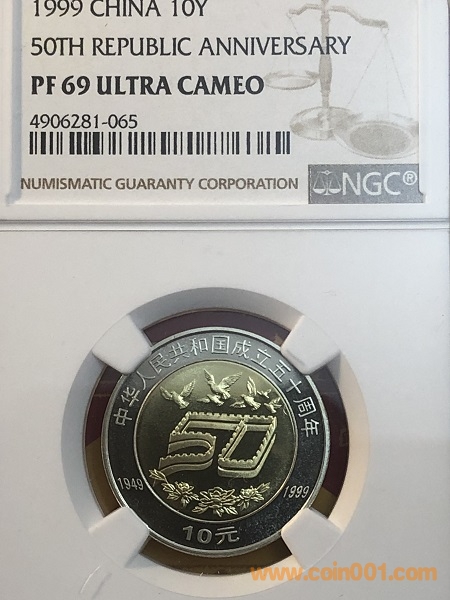 1999 CHINA 10Y
50TH REPUBLIC ANNIVERSARY
PF 69 ULTRA CAMEO
4906281-065
NUMISMATIC GUARANTY CORPORATION
NGC®
中华人民共和国成立五十周年
50
1949
1999
10元
www.coin001.com